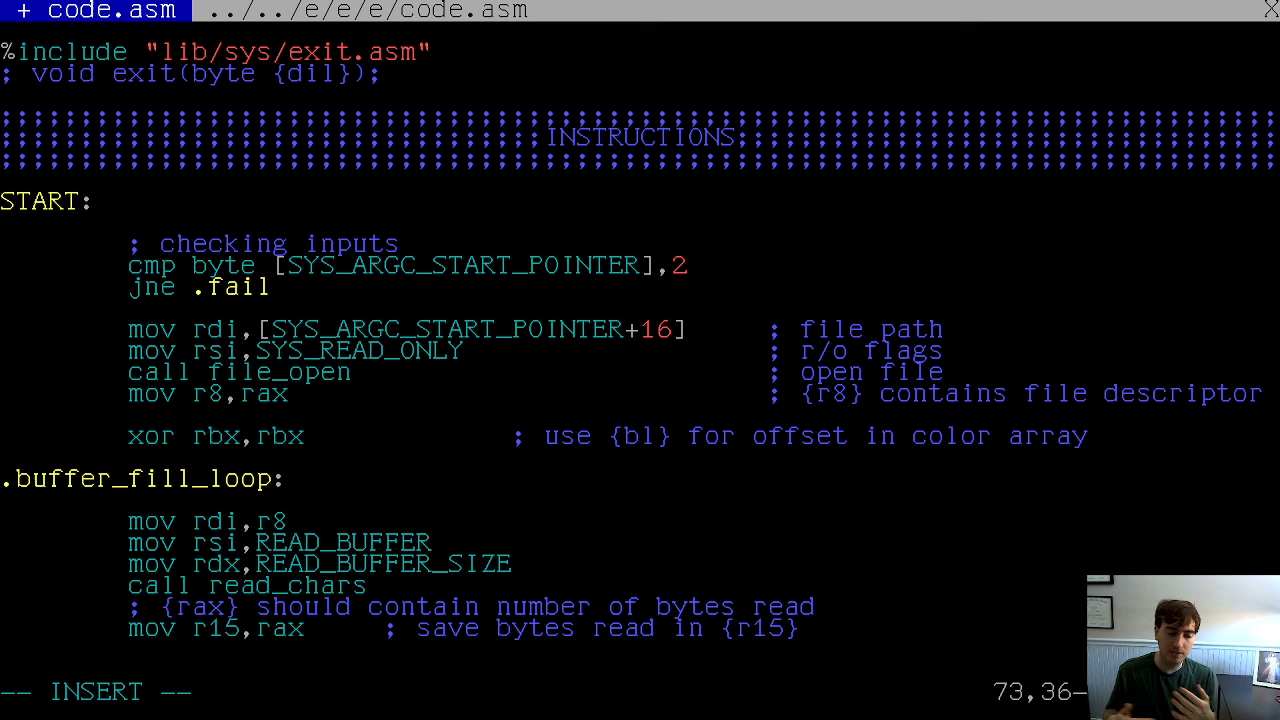 + code.asm ../../e/e/e/code.asm X
%include "lib/sys/exit.asm"
; void exit(byte {dil});
;;;;;;;;;;;;;;;;;;;;;;;;;;;;;;;;;;;;;;;;;;;;;;;;;;;;;;;;;;;;;;;;;;;;;;;;;;;;;;;;
;;;;;;;;;;;;;;;;;;;;;;;;;;;;;;;;;;INSTRUCTIONS;;;;;;;;;;;;;;;;;;;;;;;;;;;;;;;;;;
;;;;;;;;;;;;;;;;;;;;;;;;;;;;;;;;;;;;;;;;;;;;;;;;;;;;;;;;;;;;;;;;;;;;;;;;;;;;;;;;
START:
; checking inputs
cmp byte [SYS_ARGC_START_POINTER],2
jne .fail
mov rdi,[SYS_ARGC_START_POINTER+16] ; file path
mov rsi,SYS_READ_ONLY ; r/o flags
call file_open ; open file
mov r8,rax ; {r8} contains file descriptor
xor rbx,rbx ; use {bl} for offset in color array
.buffer_fill_loop:
mov rdi,r8
mov rsi,READ_BUFFER
mov rdx,READ_BUFFER_SIZE
call read_chars
; {rax} should contain number of bytes read
mov r15,rax ; save bytes read in {r15}
-- INSERT -- 73,36-